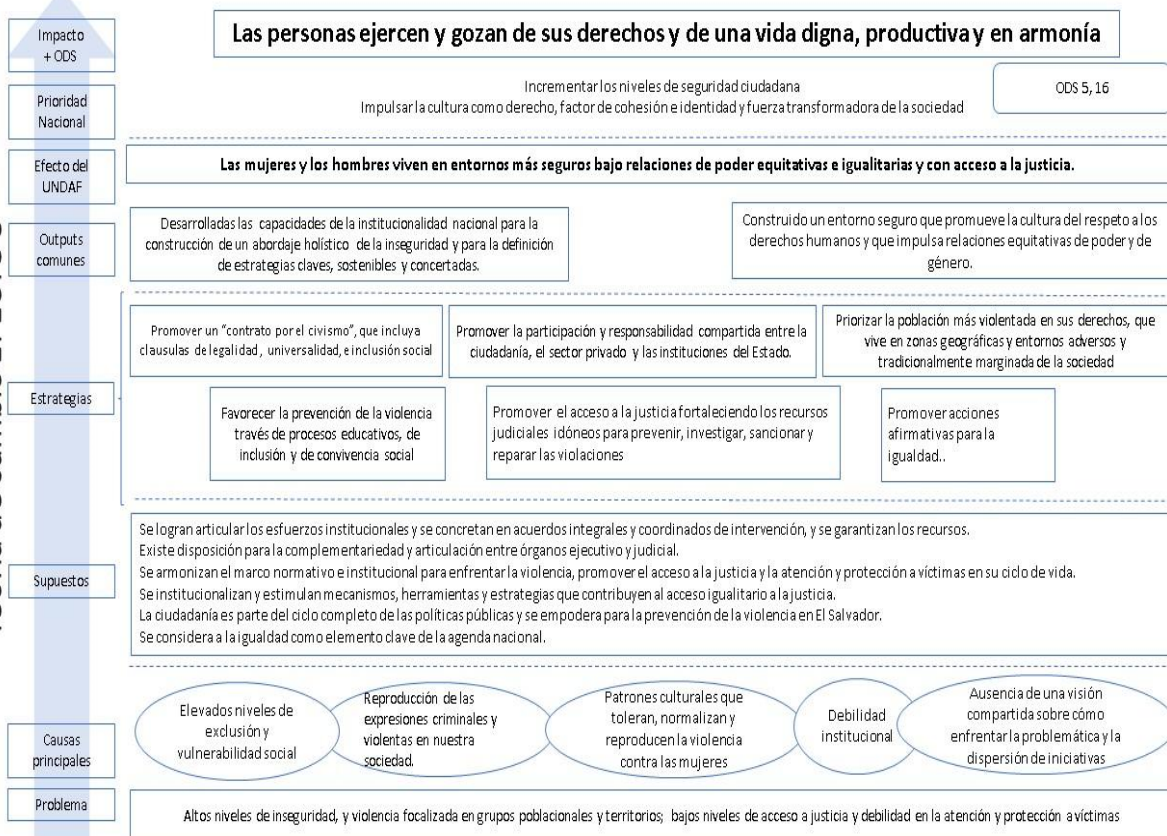 Impacto
+ ODS
Las personas ejercen y gozan de sus derechos y de una vida digna, productiva y en armonía
Prioridad
Nacional
Incrementar los niveles de seguridad ciudadana
Impulsar la cultura como derecho, factor de cohesión e identidad y fuerza transformadora de la sociedad
ODS 5, 16
Efecto del
UNDAF
Las mujeres y los hombres viven en entornos más seguros bajo relaciones de poder equitativas e igualitarias y con acceso a la justicia.
Outputs
comunes
Desarrolladas las capacidades de la institucionalidad nacional para la
construcción de un abordaje holístico de la inseguridad y para la definición
de estrategias claves, sostenibles y concertadas.
Construido un entorno seguro que promueve la cultura del respeto a los
derechos humanos y que impulsa relaciones equitativas de poder y de
género.
Estrategias
Promover un "contrato por el civismo", que incluya
clausulas de legalidad, universalidad, e inclusión social
Promover la participación y responsabilidad compartida entre la
ciudadanía, el sector privado y las instituciones del Estado.
Priorizar la población más violentada en sus derechos, que
vive en zonas geográficas y entornos adversos y
tradicionalmente marginada de la sociedad
Favorecer la prevención de la violencia
través de procesos educativos, de
inclusión y de convivencia social
Promover el acceso a la justicia fortaleciendo los recursos
judiciales idóneos para prevenir, investigar, sancionar y
reparar las violaciones
Promover acciones
afirmativas para la
igualdad..
Supuestos
Se logran articular los esfuerzos institucionales y se concretan en acuerdos integrales y coordinados de intervención, y se garantizan los recursos.
Existe disposición para la complementariedad y articulación entre órganos ejecutivo y judicial.
Se armonizan el marco normativo e institucional para enfrentar la violencia, promover el acceso a la justicia y la atención y protección a víctimas en su ciclo de vida.
Se institucionalizan y estimulan mecanismos, herramientas y estrategias que contribuyen al acceso igualitario a la justicia.
La ciudadanía es parte del ciclo completo de las políticas públicas y se empodera para la prevención de la violencia en El Salvador.
Se considera a la igualdad como elemento clave de la agenda nacional.
Causas
principales
Elevados niveles de
exclusión y
vulnerabilidad social
Reproducción de las
expresiones criminales y
violentas en nuestra
sociedad.
Patrones culturales que
toleran, normalizan y
reproducen la violencia
contra las mujeres
Debilidad
institucional
Ausencia de una visión
compartida sobre cómo
enfrentar la problemática y la
dispersión de iniciativas
Problema
Altos niveles de inseguridad, y violencia focalizada en grupos poblacionales y territorios; bajos niveles de acceso a justicia y debilidad en la atención y protección a víctimas